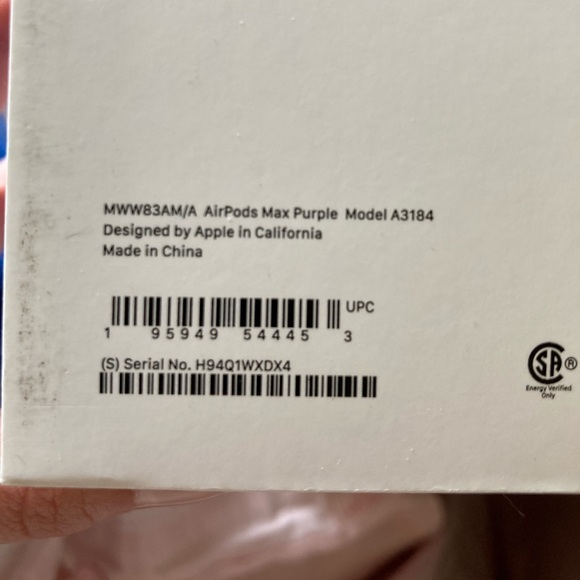 MWW83AM/A AirPods Max Purple Model A3184
Designed by Apple in California
Made in China
UPC
1 95949 54445 3
(S) Serial No. H94Q1WXDX4
SA ®
Energy Verified
Only